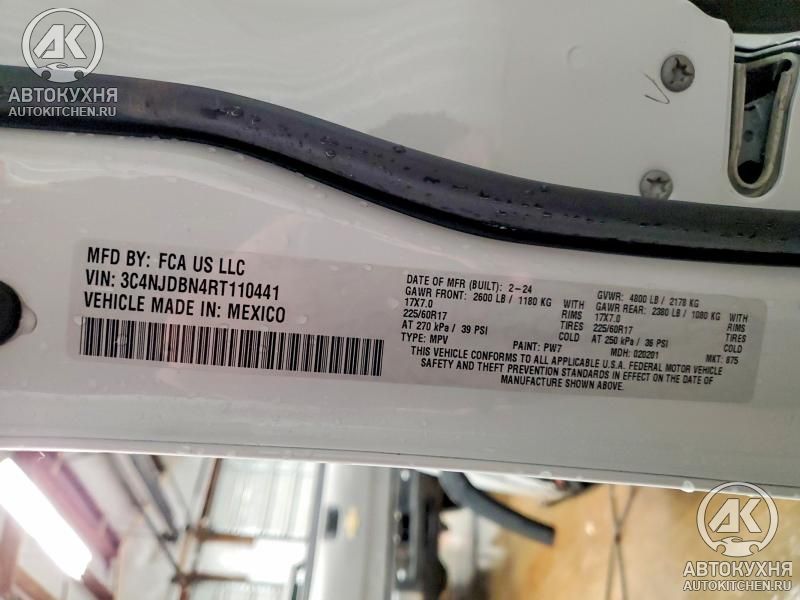 AK
АВТОКУХНЯ
AUTOKITCHEN.RU
MFD BY: FCA US LLC
VIN: 3C4NJDBN4RT110441
VEHICLE MADE IN: MEXICO
DATE OF MFR (BUILT): 2-24
GAWR FRONT: 2600 LB / 1180 KG WITH
17X7.0 RIMS
225/60R17 TIRES
AT 270 kPa / 39 PSI COLD
TYPE: MPV PAINT: PW7
GVWR: 4800 LB / 2178 KG
GAWR REAR: 2380 LB / 1080 KG WITH
17X7.0 RIMS
225/60R17 TIRES
AT 250 kPa / 36 PSI COLD
MDH: 020201 MKT: 875
THIS VEHICLE CONFORMS TO ALL APPLICABLE U.S.A. FEDERAL MOTOR VEHICLE
SAFETY AND THEFT PREVENTION STANDARDS IN EFFECT ON THE DATE OF
MANUFACTURE SHOWN ABOVE.
AK
АВТОКУХНЯ
AUTOKITCHEN.RU